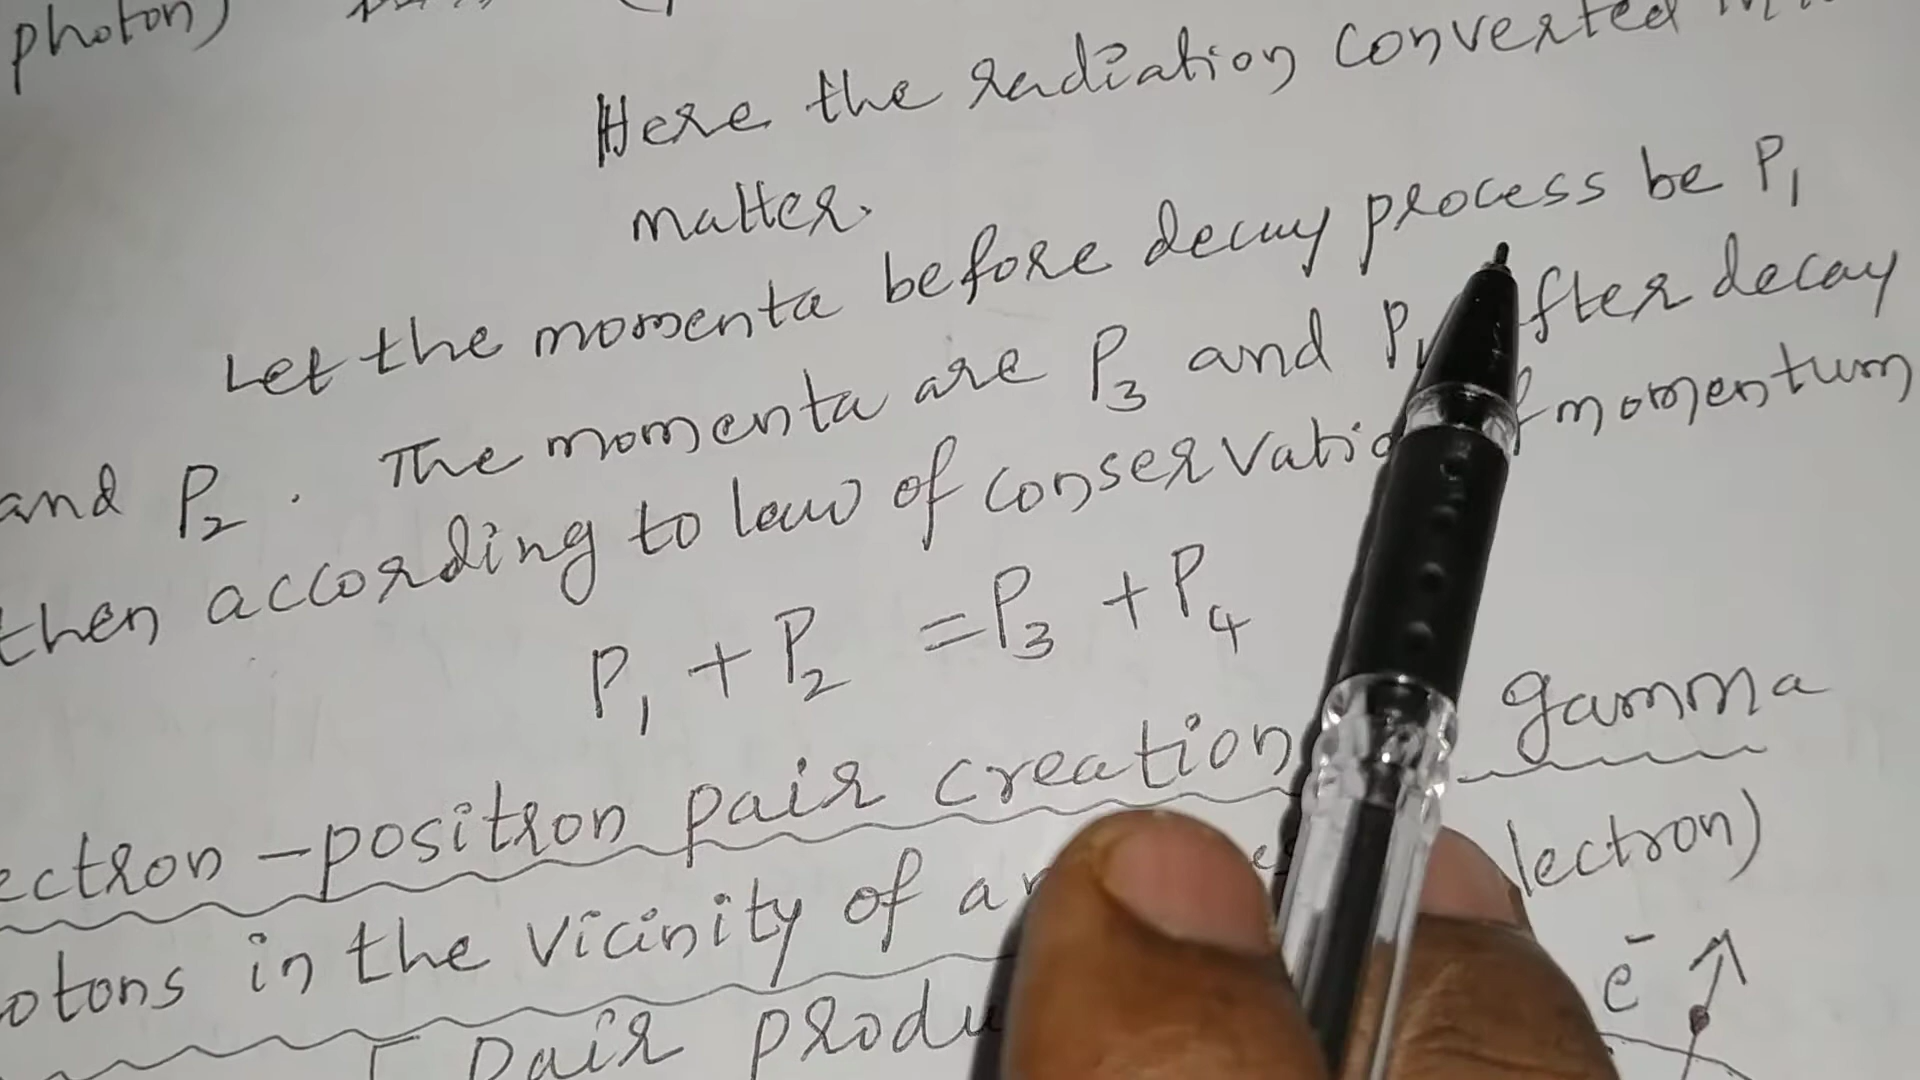 photon)
Here the radiation converted
matter.
Let the momenta before decay process be P₁
and P₂. The momenta are P₃ and P after decay
then according to law of conservatio momentum
P₁ + P₂ = P₃ + P₄
ectron-positron pair creation gamma
otons in the vicinity of an lectron)
e⁻
[ Pair produ